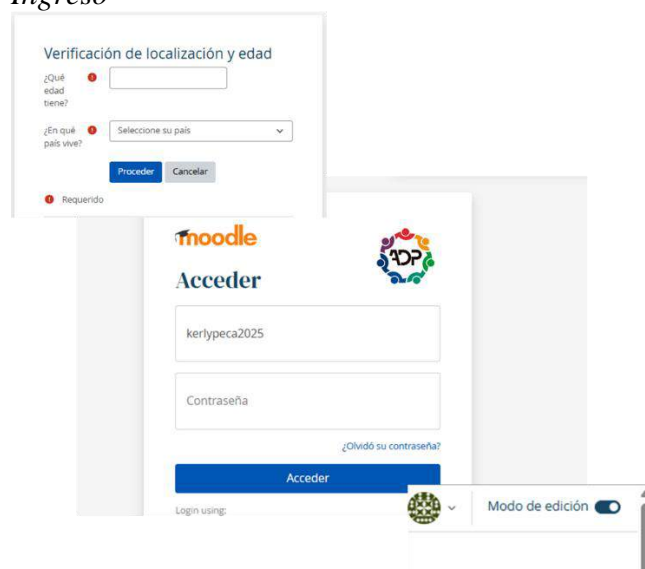 Ingreso
Verificación de localización y edad
¿Qué
edad
tiene?
¿En qué
país vive?
Seleccione su país
Proceder
Cancelar
Requerido
moodle
ADP
Acceder
kerlypeca2025
Contraseña
¿Olvidó su contraseña?
Acceder
Login using:
Modo de edición